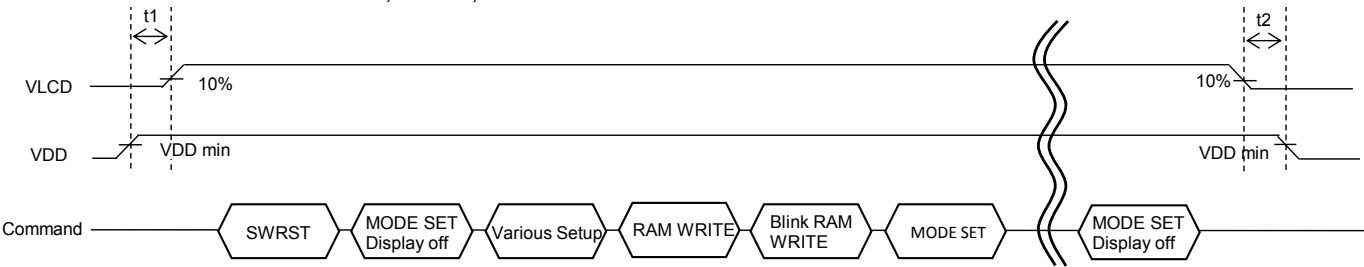 t1
t2
VLCD
10%
10%
VDD
VDD min
VDD min
Command
SWRST
MODE SET
Display off
Various Setup
RAM WRITE
Blink RAM
WRITE
MODE SET
MODE SET
Display off